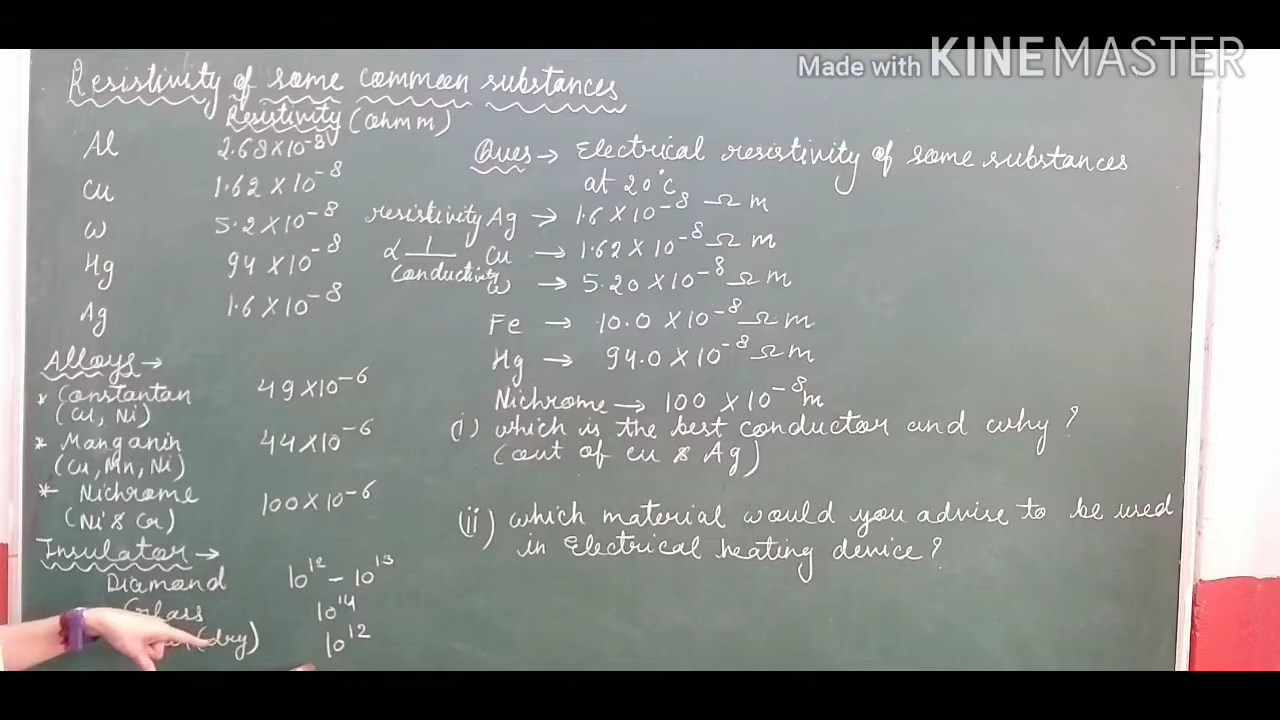 Made with KINEMASTER
Resistivity of some common substances
Resistivity (ohm m)
Al 2.68×10⁻⁸
Cu 1.62×10⁻⁸
W 5.2×10⁻⁸
Hg 94×10⁻⁸
Ag 1.6×10⁻⁸
Alloys →
* Constantan 49×10⁻⁶
(Cu, Ni)
* Manganin 44×10⁻⁶
(Cu, Mn, Ni)
* Nichrome 100×10⁻⁶
(Ni & Cr)
Insulator →
Diamond 10¹² – 10¹³
Glass 10¹⁴
(dry) 10¹²
resistivity
∝ 1
Conductivity
Ques → Electrical resistivity of some substances
at 20°C
Ag → 1.6 × 10⁻⁸ Ω m
Cu → 1.62 × 10⁻⁸ Ω m
W → 5.20 × 10⁻⁸ Ω m
Fe → 10.0 × 10⁻⁸ Ω m
Hg → 94.0 × 10⁻⁸ Ω m
Nichrome → 100 × 10⁻⁸ m
(i) which is the best conductor and why?
(out of Cu & Ag)
(ii) which material would you advise to be used
in Electrical heating device?